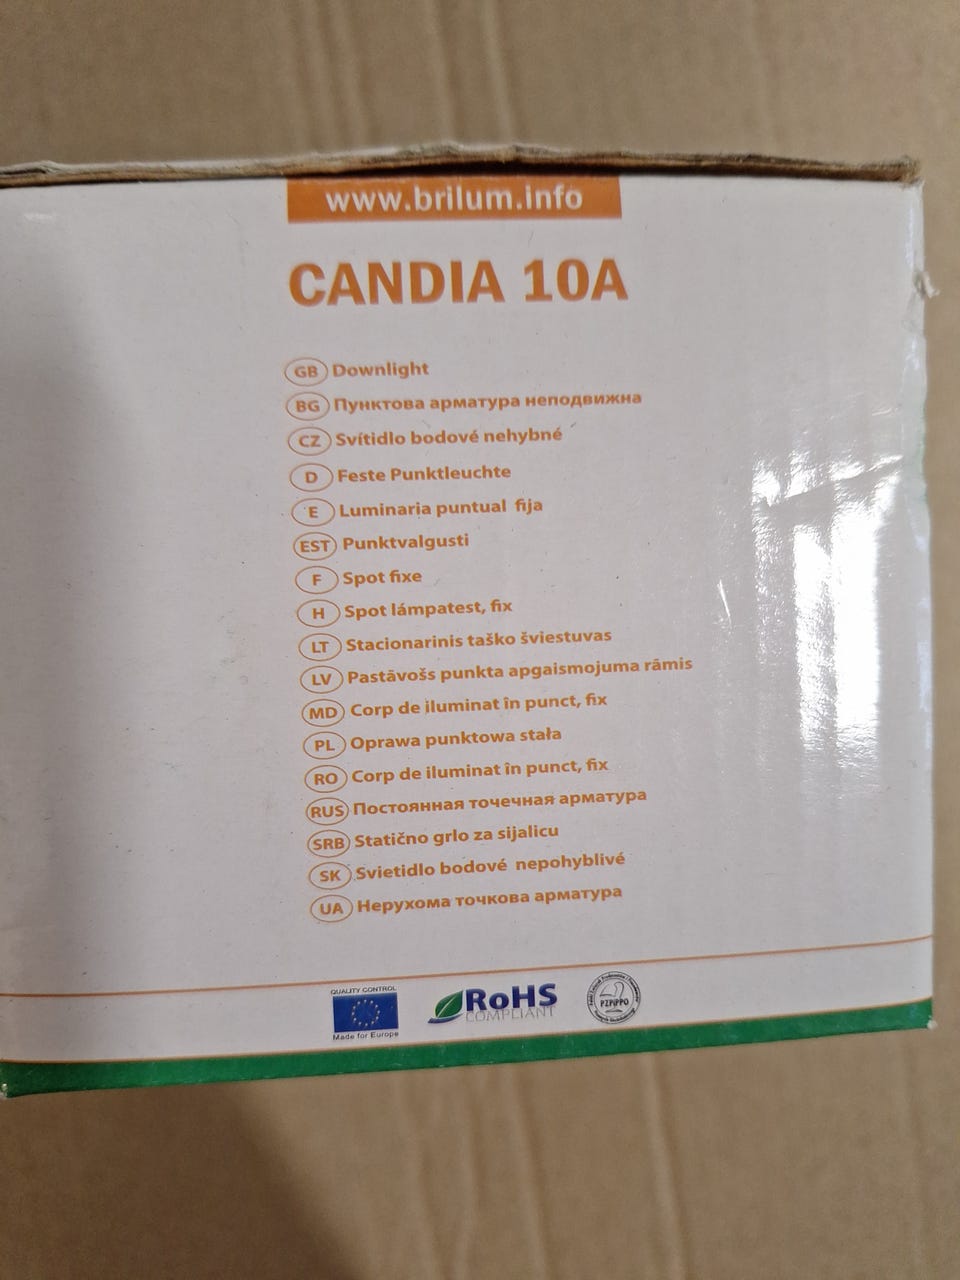 www.brilum.info
CANDIA 10A
GB Downlight
BG Пунктова арматура неподвижна
CZ Svítidlo bodové nehybné
D Feste Punktleuchte
E Luminaria puntual fija
EST Punktvalgusti
F Spot fixe
H Spot lámpatest, fix
LT Stacionarinis taško šviestuvas
LV Pastāvošs punkta apgaismojuma rāmis
MD Corp de iluminat în punct, fix
PL Oprawa punktowa stała
RO Corp de iluminat în punct, fix
RUS Постоянная точечная арматура
SRB Statično grlo za sijalicu
SK Svietidlo bodové nepohyblivé
UA Нерухома точкова арматура
QUALITY CONTROL
Made for Europe
RoHS
COMPLIANT
PZPIPPO